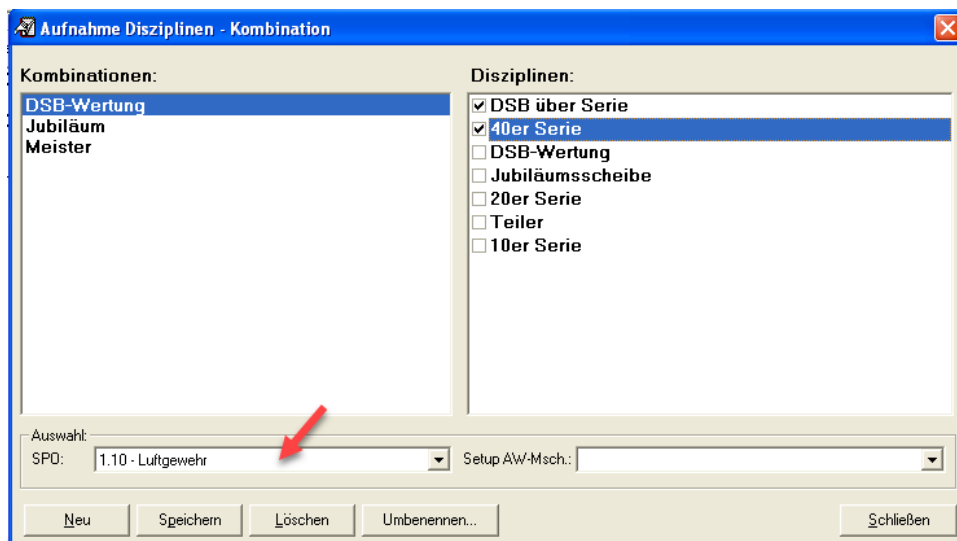 Aufnahme Disziplinen - Kombination
Kombinationen:
DSB-Wertung
Jubiläum
Meister
Disziplinen:
DSB über Serie
40er Serie
DSB-Wertung
Jubiläumsscheibe
20er Serie
Teiler
10er Serie
Auswahl:
SPO: 1.10 - Luftgewehr Setup AW-Msch.:
Neu Speichern Löschen Umbenennen... Schließen